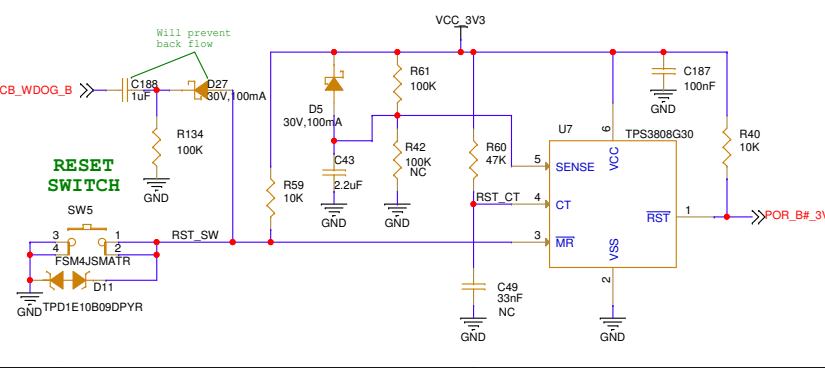 VCC_3V3
Will prevent
back flow
CB_WDOG_B
C188
1uF
D27
30V,100mA
R134
100K
GND
RESET
SWITCH
SW5
3
4
1
2
FSM4JSMATR
D11
GND
TPD1E10B09DPYR
RST_SW
R59
10K
D5
30V,100mA
C43
2.2uF
GND
R61
100K
R42
100K
NC
GND
R60
47K
RST_CT
C49
33nF
NC
GND
U7
TPS3808G30
6
VCC
5
SENSE
4
CT
3
MR
RST
1
VSS
2
GND
C187
100nF
GND
R40
10K
POR_B#_3V